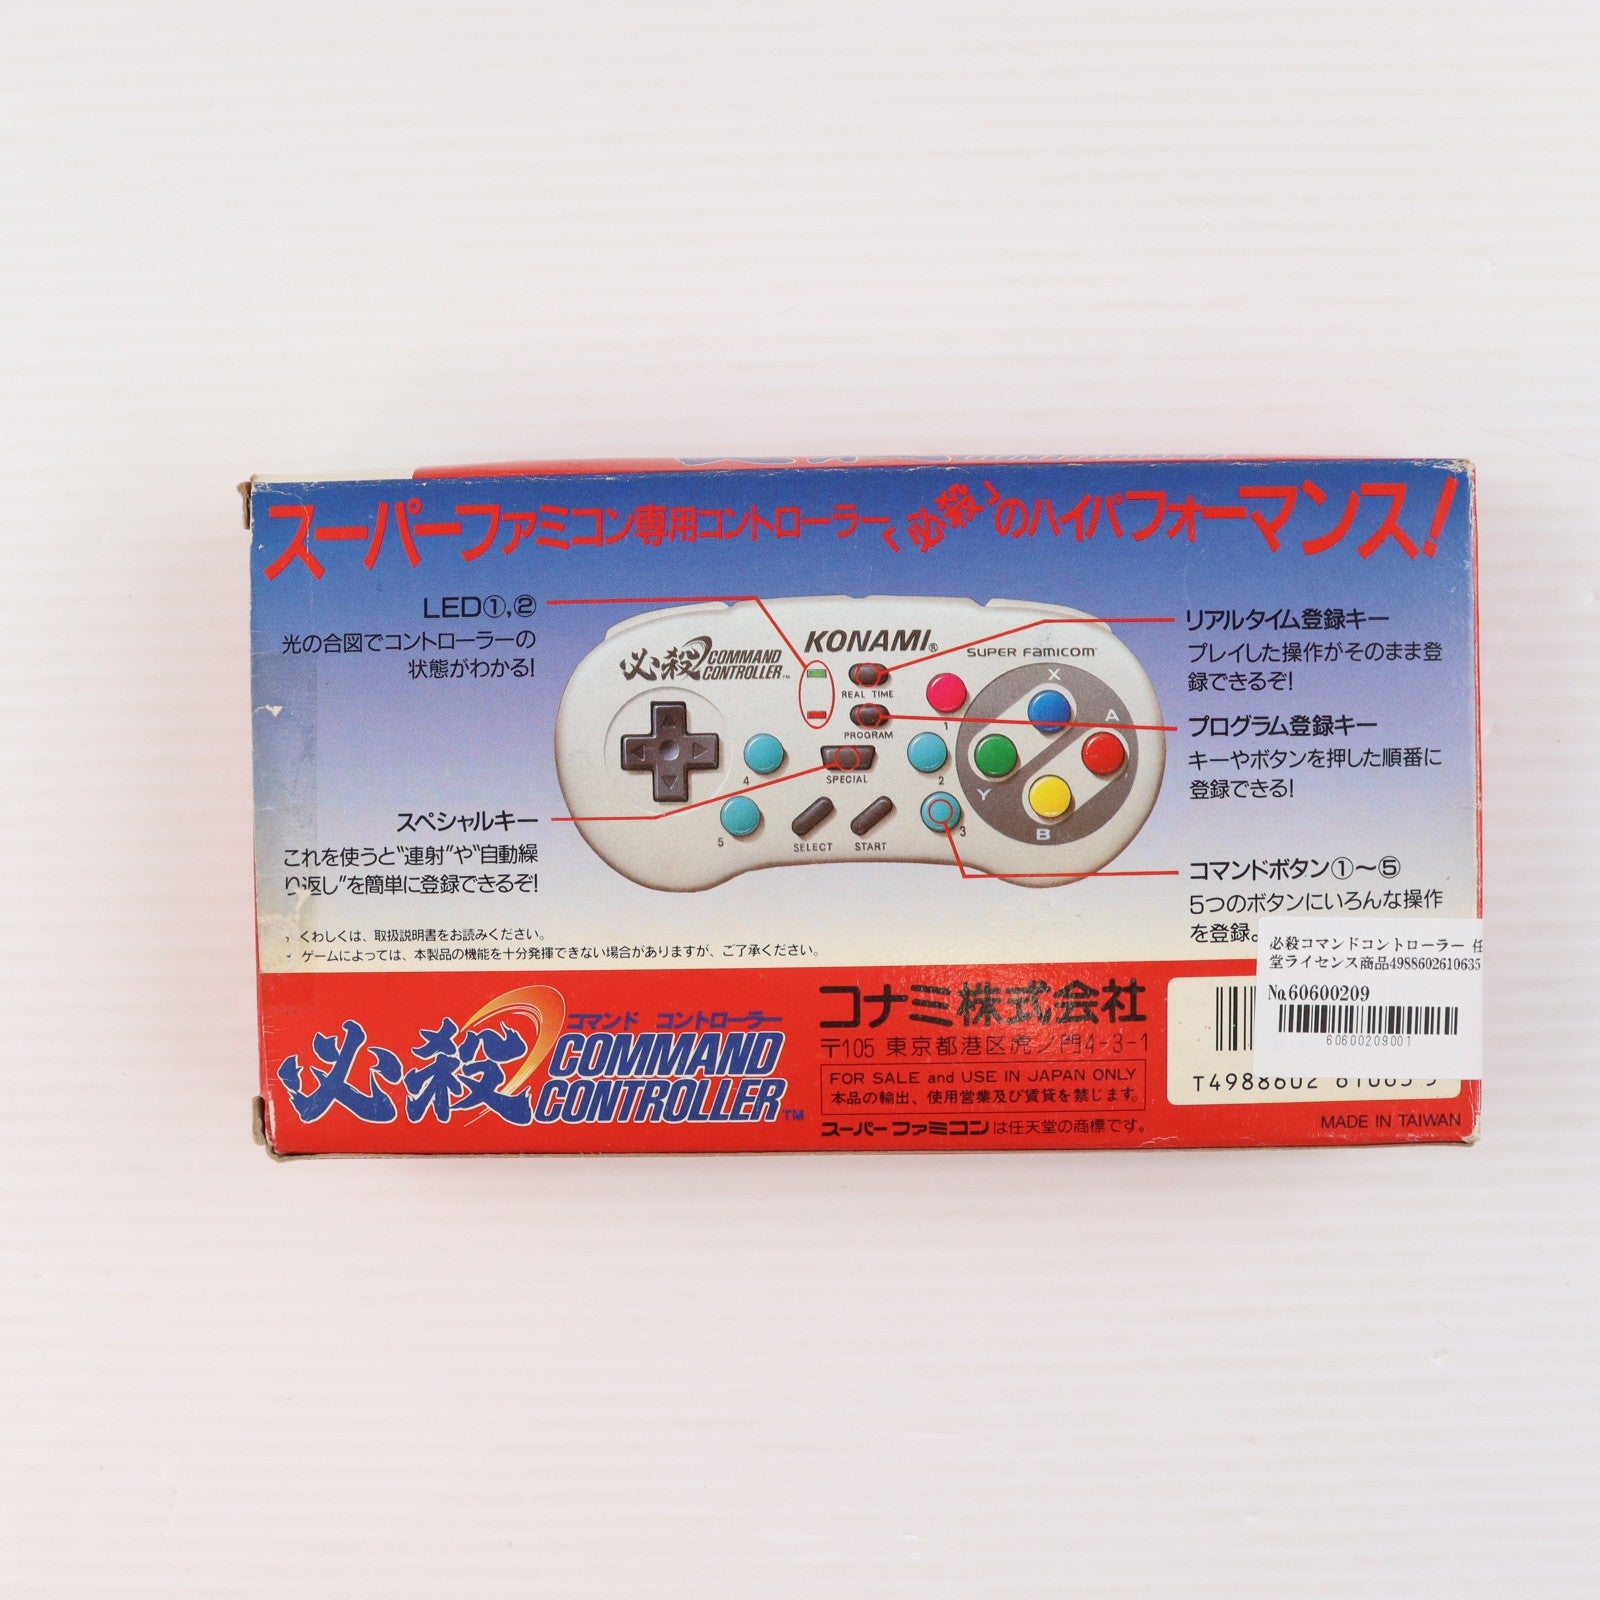 スーパーファミコン専用コントローラー「必殺」のハイパフォーマンス!
LED①,②
光の合図でコントローラーの
状態がわかる!
スペシャルキー
これを使うと"連射"や"自動繰
り返し"を簡単に登録できるぞ!
必殺 COMMAND
CONTROLLER™
KONAMI®
SUPER FAMICOM
REAL TIME
PROGRAM
SPECIAL
SELECT
START
1
2
3
4
5
X
A
Y
B
リアルタイム登録キー
プレイした操作がそのまま登
録できるぞ!
プログラム登録キー
キーやボタンを押した順番に
登録できる!
コマンドボタン①〜⑤
5つのボタンにいろんな操作
を登録
くわしくは、取扱説明書をお読みください。
ゲームによっては、本製品の機能を十分発揮できない場合がありますが、ご了承ください。
コマンド コントローラー
必殺 COMMAND
CONTROLLER™
コナミ株式会社
〒105 東京都港区虎ノ門4-3-1
FOR SALE and USE IN JAPAN ONLY
本品の輸出、使用営業及び賃貸を禁じます。
スーパーファミコンは任天堂の商標です。
必殺コマンドコントローラー 任
堂ライセンス商品4988602610635
№60600209
60600209001
T4988602
MADE IN TAIWAN